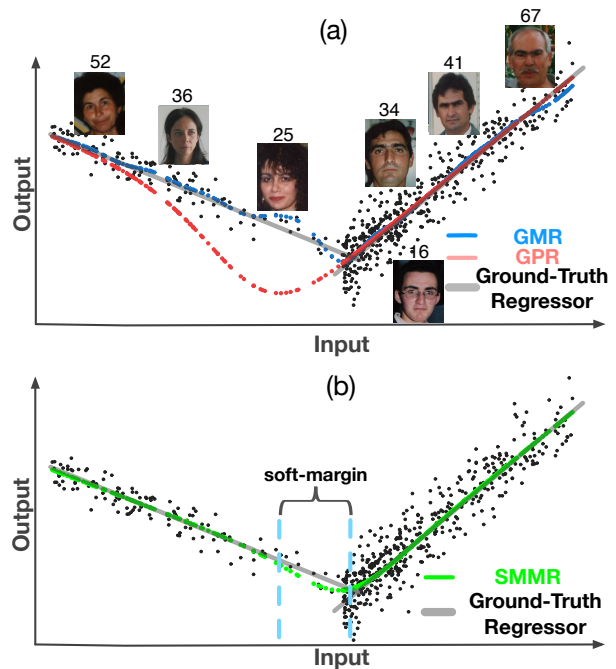 (a)
52
36
25
34
41
67
16
Output
GMR
GPR
Ground-Truth
Regressor
Input
(b)
soft-margin
Output
SMMR
Ground-Truth
Regressor
Input